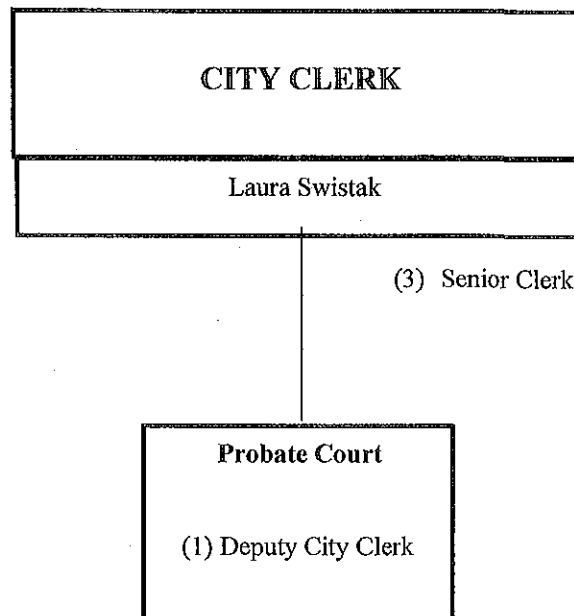 CITY CLERK
Laura Swistak
(3) Senior Clerk
Probate Court
(1) Deputy City Clerk